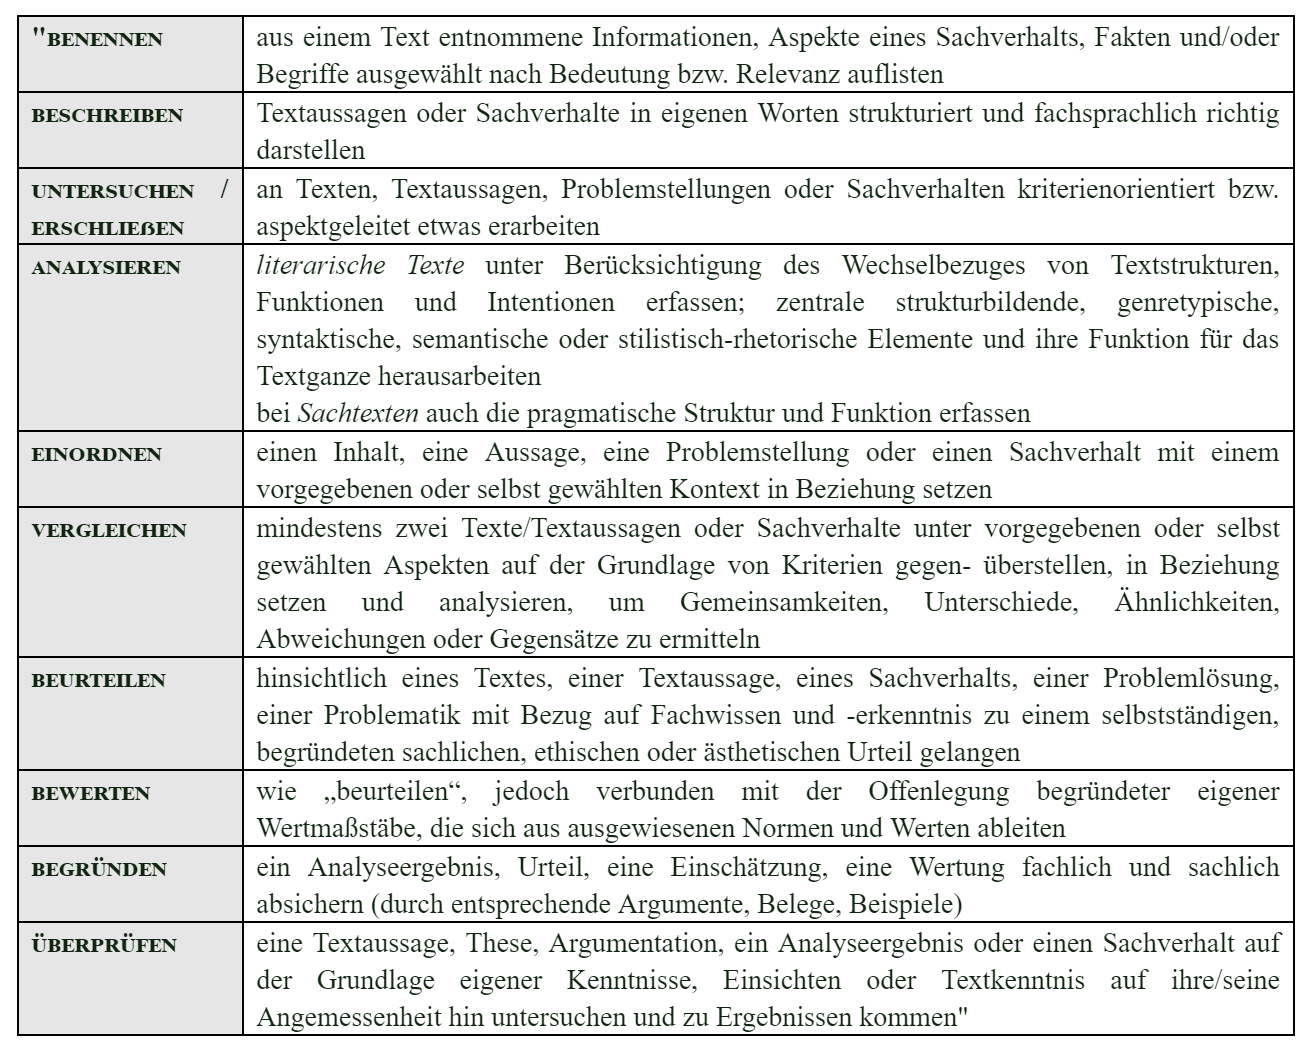 "BENENNEN aus einem Text entnommene Informationen, Aspekte eines Sachverhalts, Fakten und/oder
Begriffe ausgewählt nach Bedeutung bzw. Relevanz auflisten
BESCHREIBEN Textaussagen oder Sachverhalte in eigenen Worten strukturiert und fachsprachlich richtig
darstellen
UNTERSUCHEN / an Texten, Textaussagen, Problemstellungen oder Sachverhalten kriterienorientiert bzw.
ERSCHLIEßEN aspektgeleitet etwas erarbeiten
ANALYSIEREN literarische Texte unter Berücksichtigung des Wechselbezuges von Textstrukturen,
Funktionen und Intentionen erfassen; zentrale strukturbildende, genretypische,
syntaktische, semantische oder stilistisch-rhetorische Elemente und ihre Funktion für das
Textganze herausarbeiten
bei Sachtexten auch die pragmatische Struktur und Funktion erfassen
EINORDNEN einen Inhalt, eine Aussage, eine Problemstellung oder einen Sachverhalt mit einem
vorgegebenen oder selbst gewählten Kontext in Beziehung setzen
VERGLEICHEN mindestens zwei Texte/Textaussagen oder Sachverhalte unter vorgegebenen oder selbst
gewählten Aspekten auf der Grundlage von Kriterien gegen- überstellen, in Beziehung
setzen und analysieren, um Gemeinsamkeiten, Unterschiede, Ähnlichkeiten,
Abweichungen oder Gegensätze zu ermitteln
BEURTEILEN hinsichtlich eines Textes, einer Textaussage, eines Sachverhalts, einer Problemlösung,
einer Problematik mit Bezug auf Fachwissen und -erkenntnis zu einem selbstständigen,
begründeten sachlichen, ethischen oder ästhetischen Urteil gelangen
BEWERTEN wie „beurteilen“, jedoch verbunden mit der Offenlegung begründeter eigener
Wertmaßstäbe, die sich aus ausgewiesenen Normen und Werten ableiten
BEGRÜNDEN ein Analyseergebnis, Urteil, eine Einschätzung, eine Wertung fachlich und sachlich
absichern (durch entsprechende Argumente, Belege, Beispiele)
ÜBERPRÜFEN eine Textaussage, These, Argumentation, ein Analyseergebnis oder einen Sachverhalt auf
der Grundlage eigener Kenntnisse, Einsichten oder Textkenntnis auf ihre/seine
Angemessenheit hin untersuchen und zu Ergebnissen kommen"